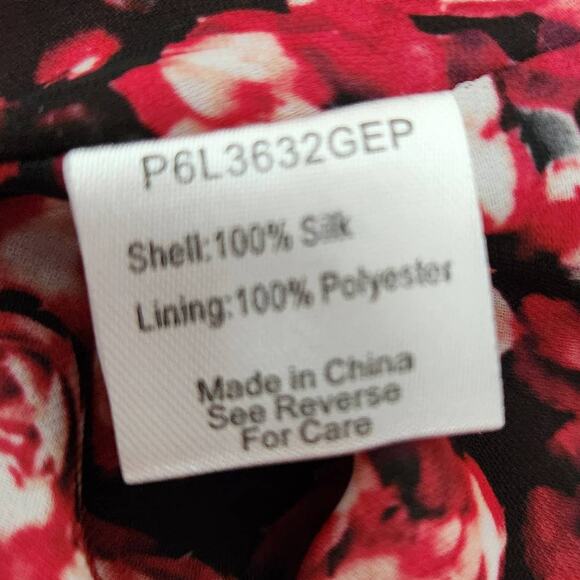 P6L3632GEP
Shell:100% Silk
Lining:100% Polyester
Made in China
See Reverse
For Care